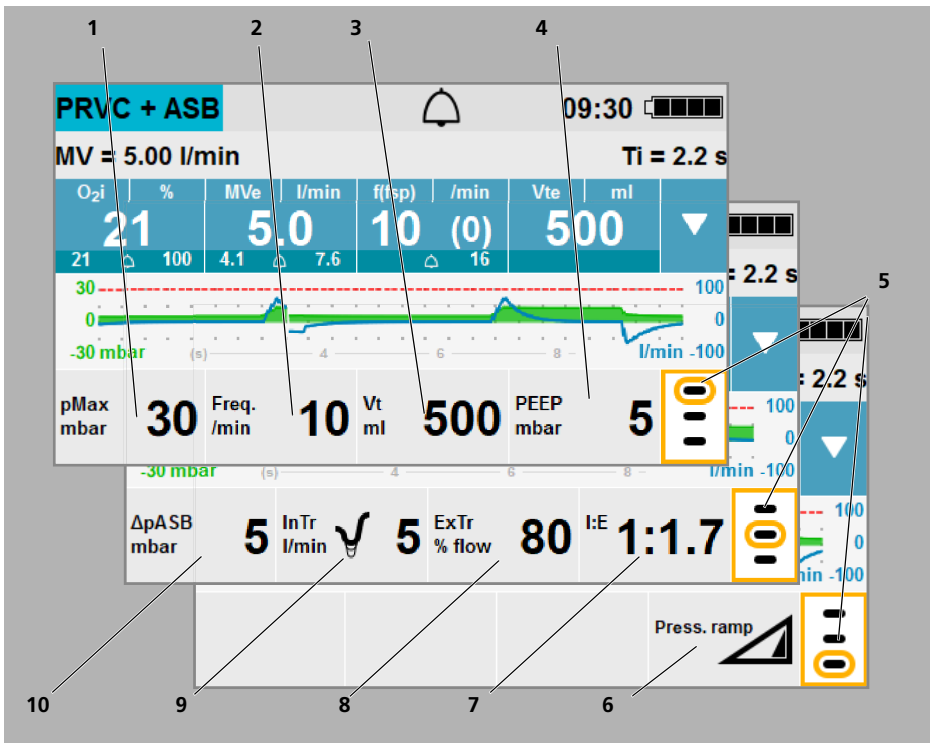 1 2 3 4
PRVC + ASB 09:30
MV = 5.00 l/min Ti = 2.2 s
O2i % MVe l/min f(fsp) /min Vte ml
21 5.0 10 (0) 500
21 100 4.1 7.6 16
= 2.2 s
5
30 100
0 0
-30 mbar (s) 4 6 8 l/min -100
: 2.2 s
pMax mbar 30 Freq. /min 10 Vt ml 500 PEEP mbar 5
100
0
-30 mbar (s) 4 6 8 l/min -100
ΔpASB mbar 5 InTr l/min 5 ExTr % flow 80 I:E 1:1.7
100
0
min -100
Press. ramp
10 9 8 7 6